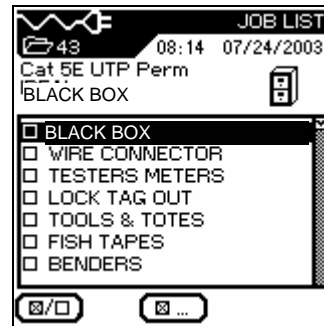 JOB LIST
43 08:14 07/24/2003
Cat 5E UTP Perm
BLACK BOX
BLACK BOX
WIRE CONNECTOR
TESTERS METERS
LOCK TAG OUT
TOOLS & TOTES
FISH TAPES
BENDERS
☒/☐ ☒ ...